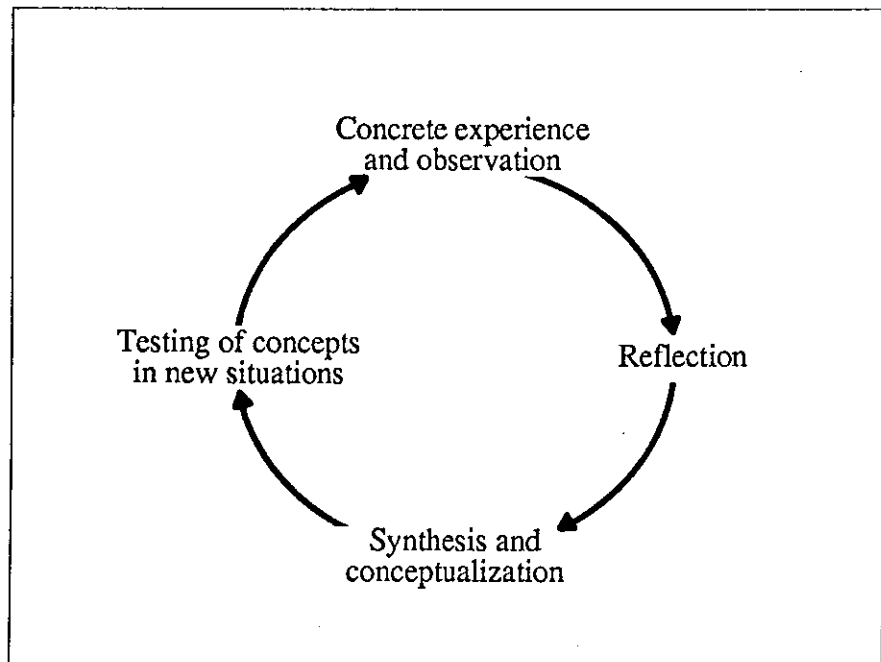 Concrete experience
and observation
Reflection
Synthesis and
conceptualization
Testing of concepts
in new situations